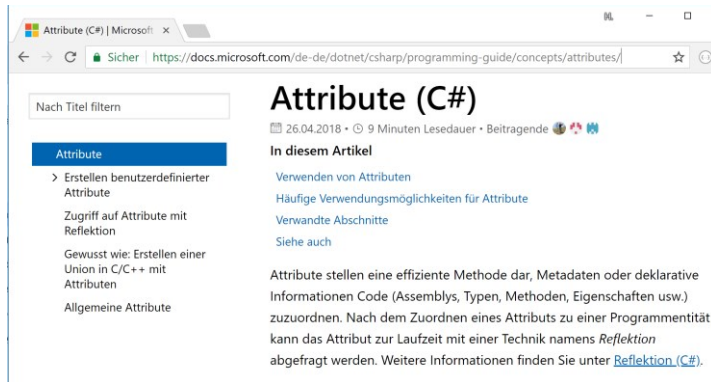 Attribute (C#) | Microsoft
Sicher https://docs.microsoft.com/de-de/dotnet/csharp/programming-guide/concepts/attributes/
Nach Titel filtern
Attribute
Erstellen benutzerdefinierter
Attribute
Zugriff auf Attribute mit
Reflektion
Gewusst wie: Erstellen einer
Union in C/C++ mit
Attributen
Allgemeine Attribute
Attribute (C#)
26.04.2018 • 9 Minuten Lesedauer • Beitragende
In diesem Artikel
Verwenden von Attributen
Häufige Verwendungsmöglichkeiten für Attribute
Verwandte Abschnitte
Siehe auch
Attribute stellen eine effiziente Methode dar, Metadaten oder deklarative
Informationen Code (Assemblys, Typen, Methoden, Eigenschaften usw.)
zuzuordnen. Nach dem Zuordnen eines Attributs zu einer Programmentität
kann das Attribut zur Laufzeit mit einer Technik namens Reflektion
abgefragt werden. Weitere Informationen finden Sie unter Reflektion (C#).